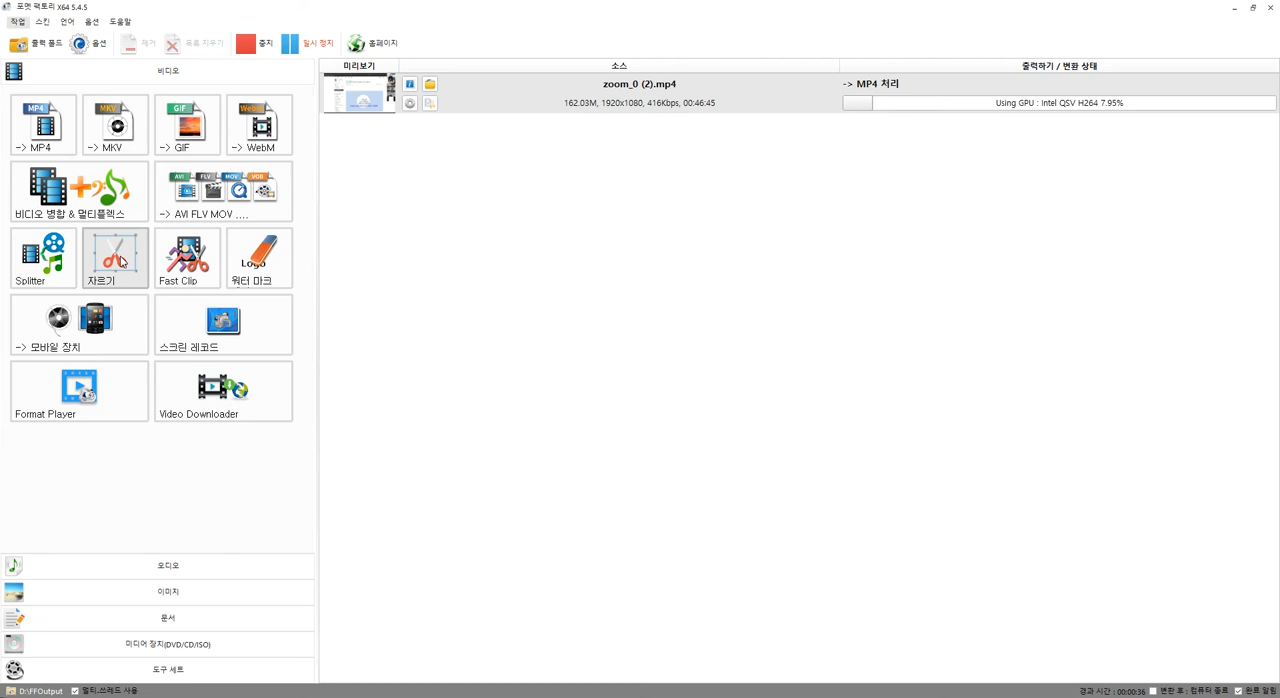 포맷 팩토리 X64 5.4.5
작업 스킨 언어 옵션 도움말
출력 폴드 옵션 제거 목록 지우기 중지 일시 정지 홈페이지
비디오
미리보기 소스 출력하기 / 변환 상태
zoom_0 (2).mp4 -> MP4 처리
162.03M, 1920x1080, 416Kbps, 00:46:45 Using GPU : Intel QSV H264 7.95%
MP4 MKV GIF WebM
-> MP4 -> MKV -> GIF -> WebM
AVI FLV MOV VOB
비디오 병합 & 멀티플렉스 -> AVI FLV MOV ....
Logo
Splitter 자르기 Fast Clip 워터 마크
-> 모바일 장치 스크린 레코드
Format Player Video Downloader
오디오
이미지
문서
미디어 장치(DVD/CD/ISO)
도구 세트
D:\FFOutput 멀티.쓰레드 사용 경과 시간 : 00:00:36 변환 후 : 컴퓨터 종료 완료 알림